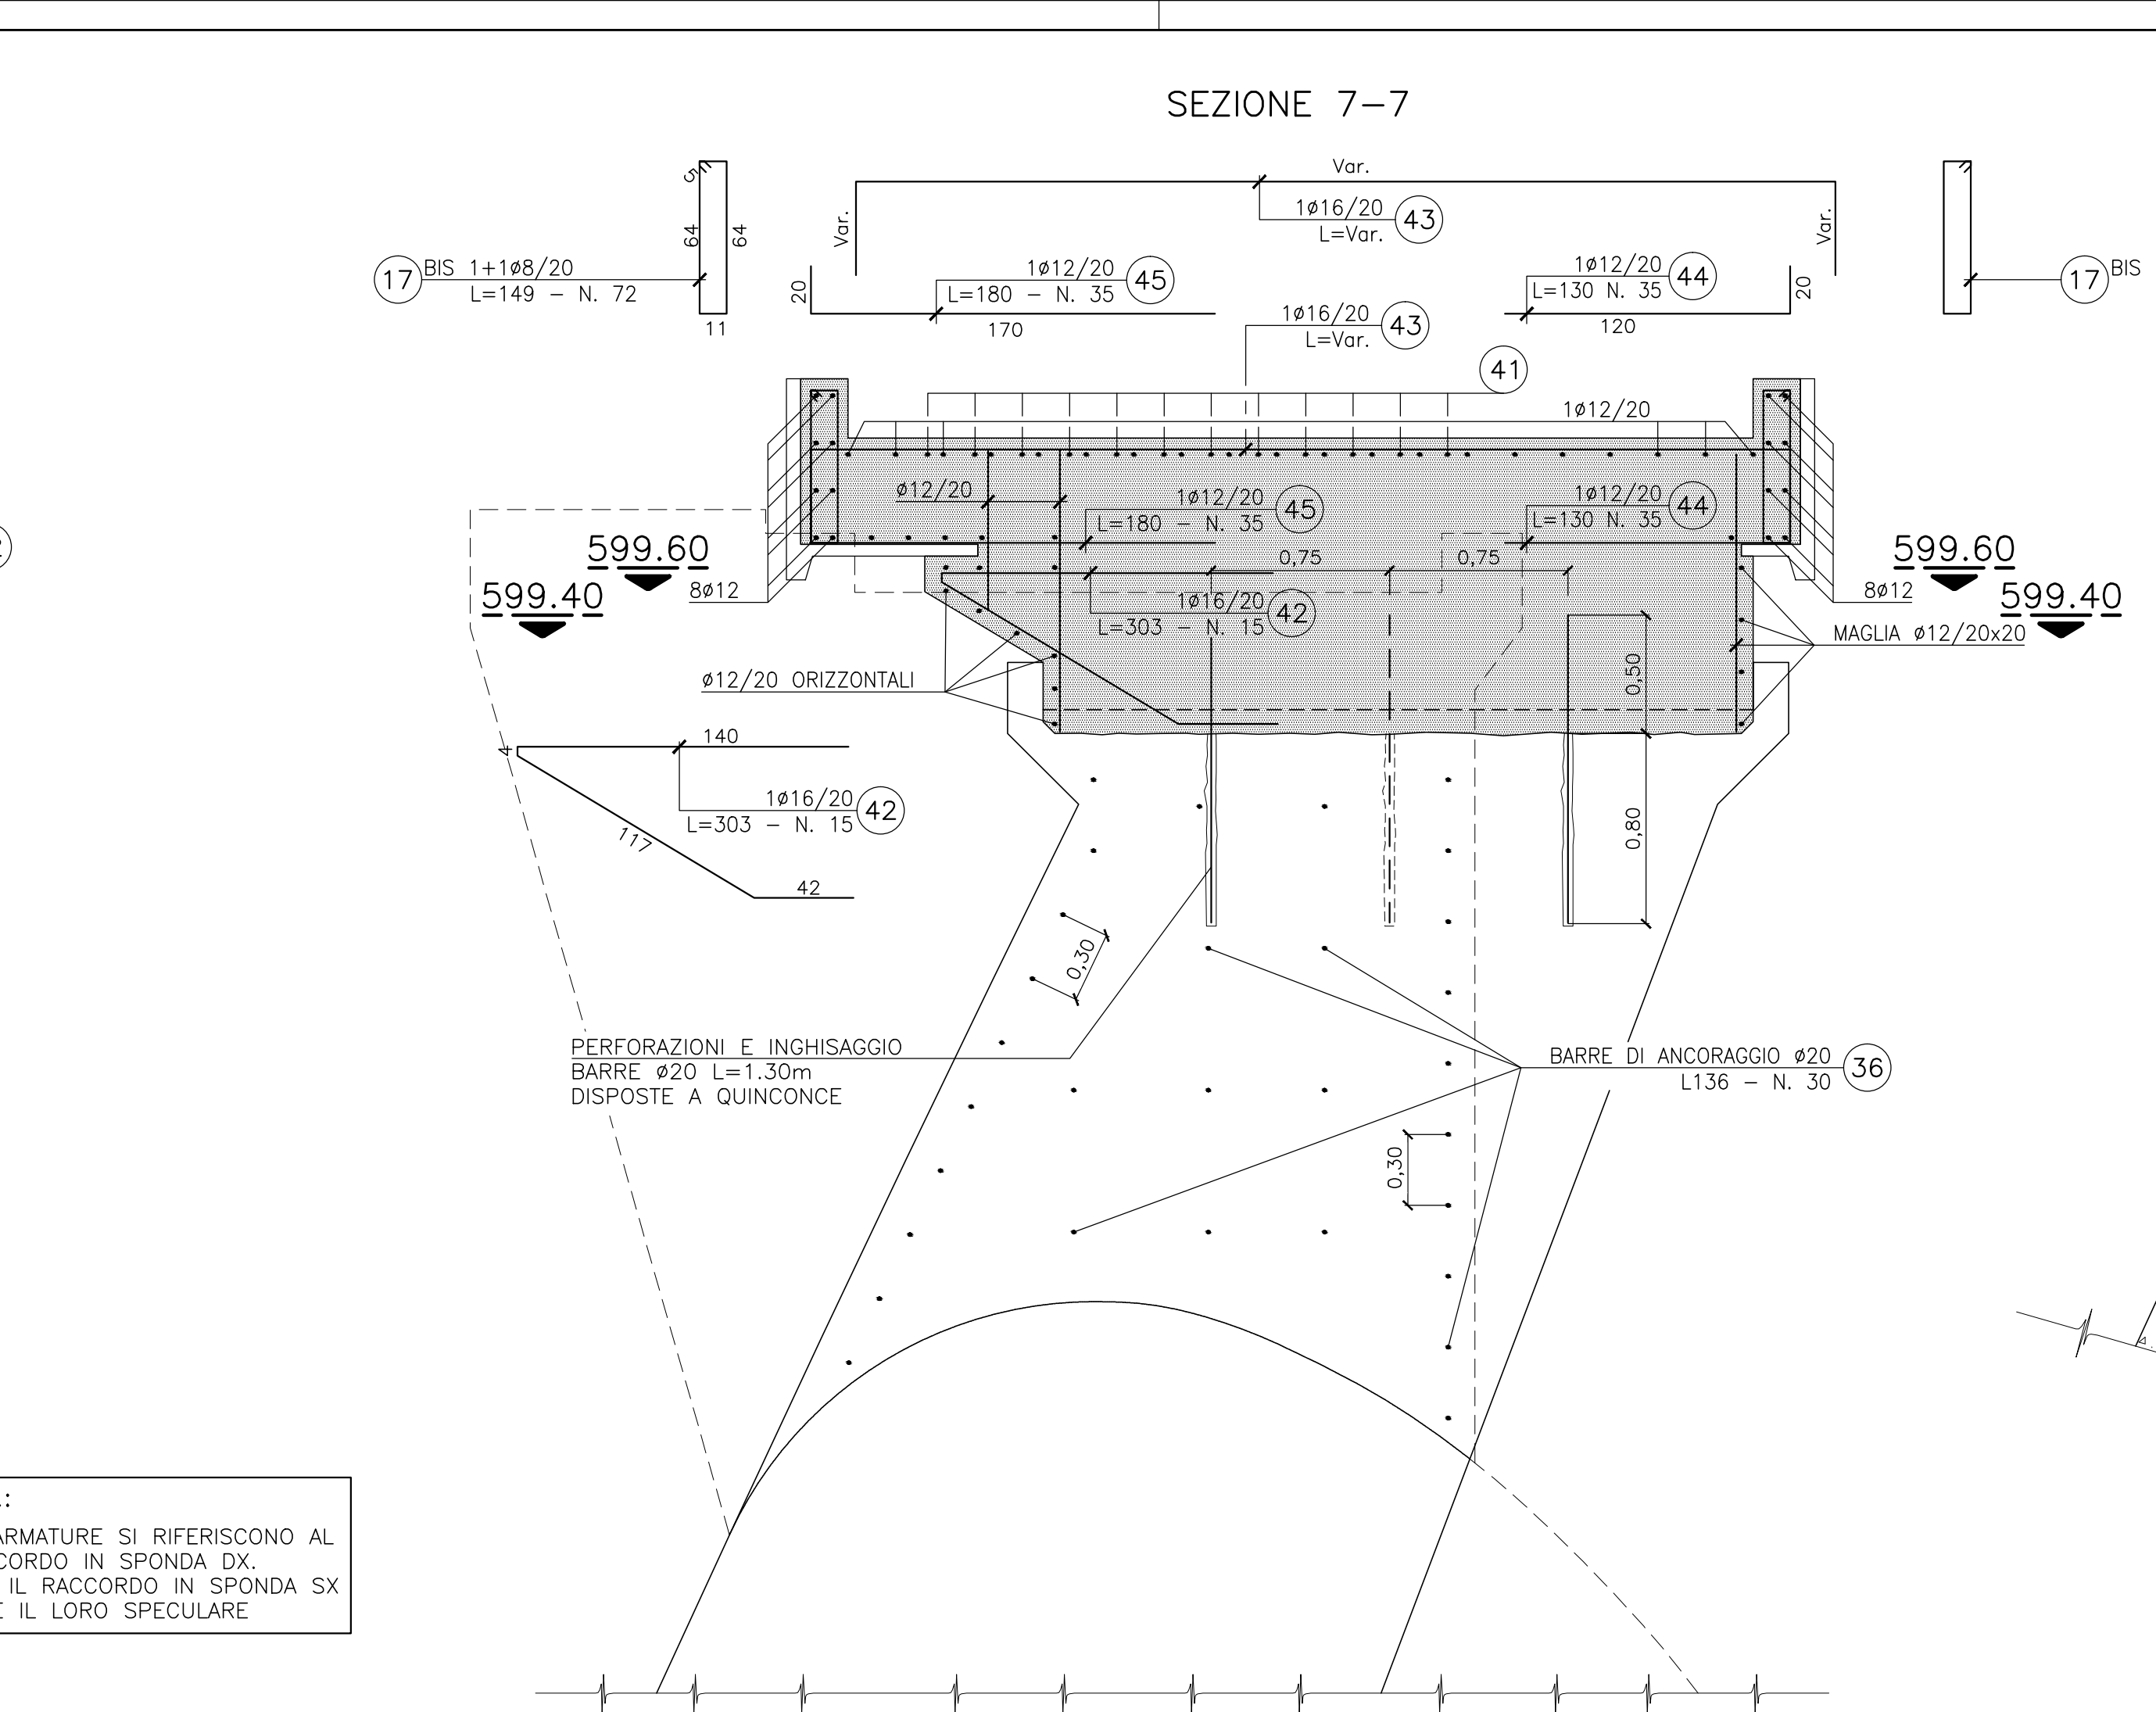 SEZIONE 7-7
Var.
Var.
Var.
1ø16/20
L=Var.
43
5
64
64
11
17
BIS 1+1ø8/20
L=149 - N. 72
20
1ø12/20
L=180 - N. 35
45
170
1ø12/20
L=130 N. 35
44
20
120
17
BIS
1ø16/20
L=Var.
43
41
1ø12/20
ø12/20
1ø12/20
L=180 - N. 35
45
1ø12/20
L=130 N. 35
44
599.60
599.40
8ø12
0,75
0,75
1ø16/20
L=303 - N. 15
42
599.60
8ø12
599.40
MAGLIA ø12/20x20
ø12/20 ORIZZONTALI
0,50
4
140
1ø16/20
L=303 - N. 15
42
117
42
0,80
0,30
PERFORAZIONI E INGHISAGGIO
BARRE ø20 L=1.30m
DISPOSTE A QUINCONCE
BARRE DI ANCORAGGIO ø20
L136 - N. 30
36
0,30
ARMATURE SI RIFERISCONO AL
CORDO IN SPONDA DX.
IL RACCORDO IN SPONDA SX
E IL LORO SPECULARE